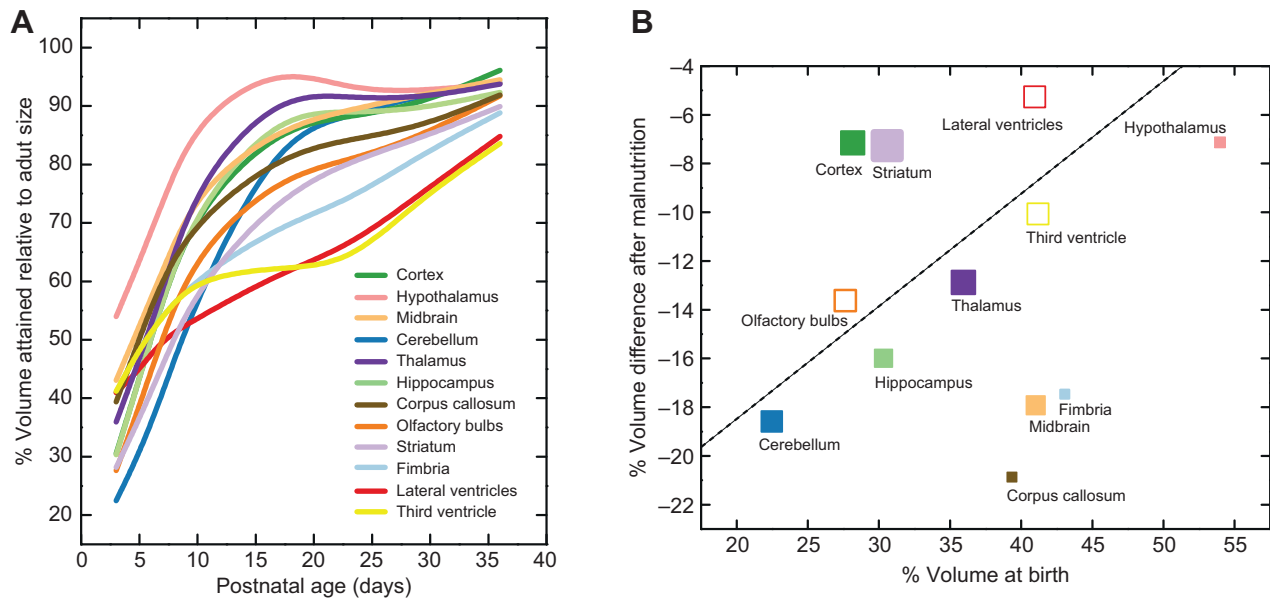 A
% Volume attained relative to adut size
100
90
80
70
60
50
40
30
20
0
5
10
15
20
25
30
35
40
Postnatal age (days)
Cortex
Hypothalamus
Midbrain
Cerebellum
Thalamus
Hippocampus
Corpus callosum
Olfactory bulbs
Striatum
Fimbria
Lateral ventricles
Third ventricle
B
% Volume difference after malnutrition
–4
–6
–8
–10
–12
–14
–16
–18
–20
–22
20
25
30
35
40
45
50
55
% Volume at birth
Lateral ventricles
Hypothalamus
Cortex
Striatum
Third ventricle
Thalamus
Olfactory bulbs
Hippocampus
Fimbria
Midbrain
Cerebellum
Corpus callosum